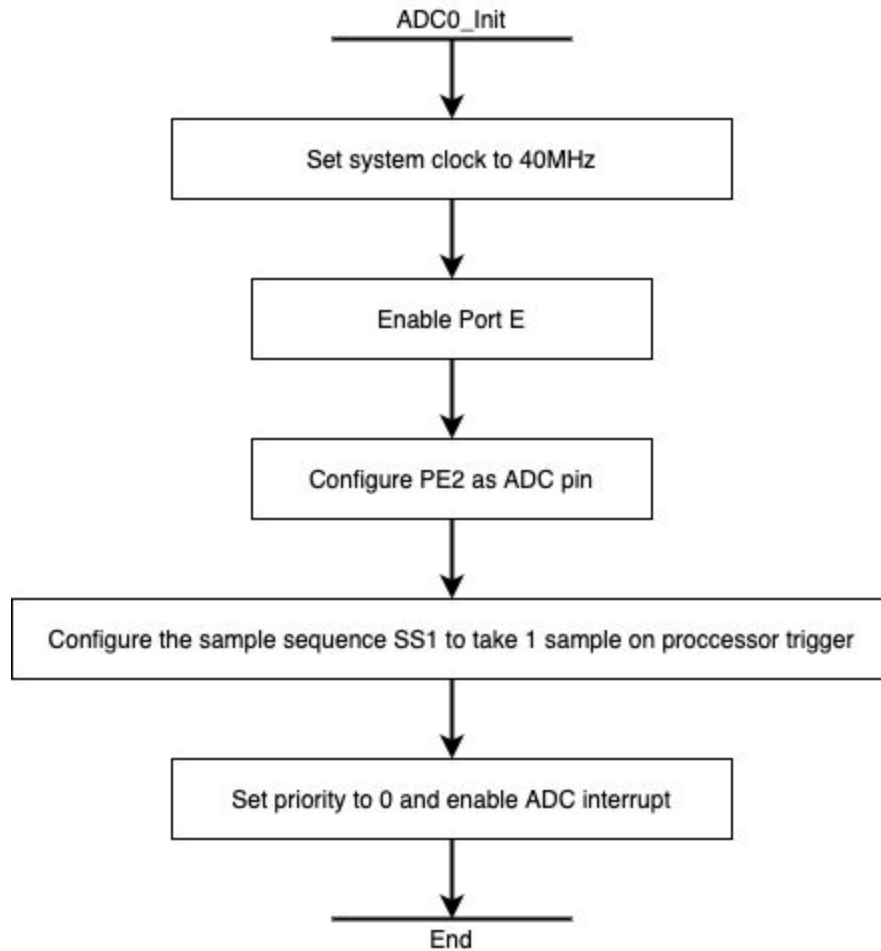 ADC0_Init
Set system clock to 40MHz
Enable Port E
Configure PE2 as ADC pin
Configure the sample sequence SS1 to take 1 sample on proccessor trigger
Set priority to 0 and enable ADC interrupt
End